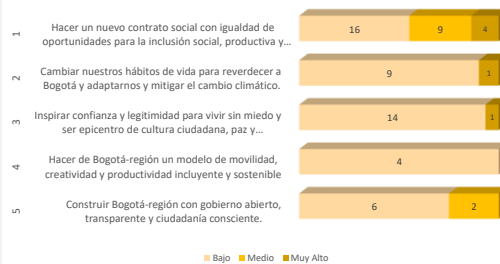 1
Hacer un nuevo contrato social con igualdad de
oportunidades para la inclusión social, productiva y...
16 9 4
2
Cambiar nuestros hábitos de vida para reverdecer a
Bogotá y adaptarnos y mitigar el cambio climático.
9 1
3
Inspirar confianza y legitimidad para vivir sin miedo y
ser epicentro de cultura ciudadana, paz y...
14 1
4
Hacer de Bogotá-región un modelo de movilidad,
creatividad y productividad incluyente y sostenible
4
5
Construir Bogotá-región con gobierno abierto,
transparente y ciudadanía consciente.
6 2
Bajo Medio Muy Alto